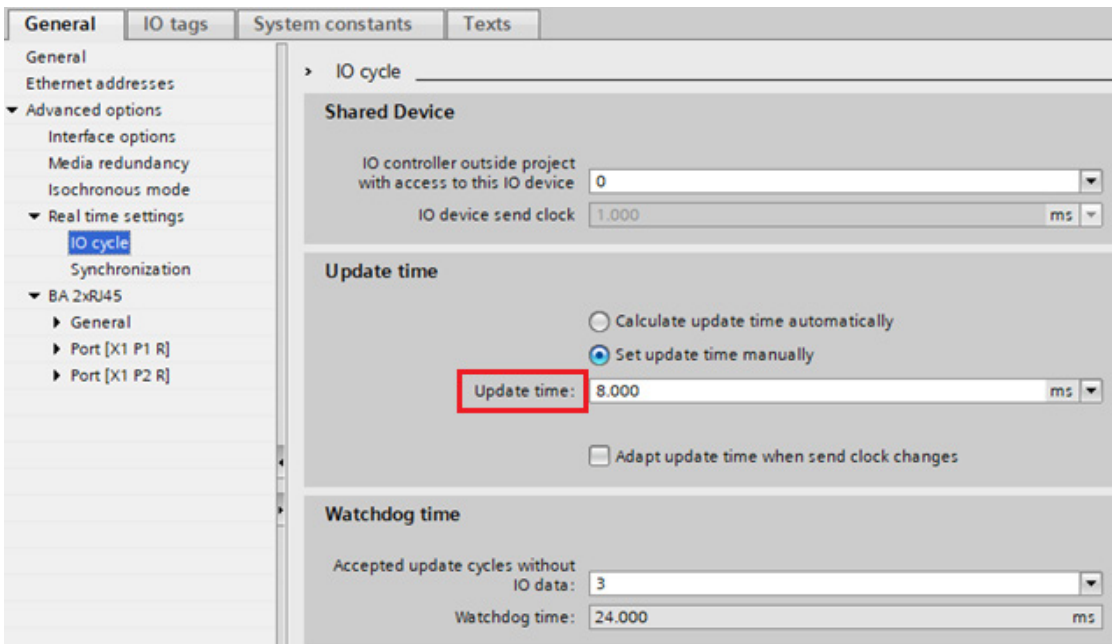 General
IO tags
System constants
Texts
General
Ethernet addresses
Advanced options
Interface options
Media redundancy
Isochronous mode
Real time settings
IO cycle
Synchronization
BA 2xRJ45
General
Port [X1 P1 R]
Port [X1 P2 R]
IO cycle
Shared Device
IO controller outside project
with access to this IO device
0
IO device send clock
1.000
ms
Update time
Calculate update time automatically
Set update time manually
Update time:
8.000
ms
Adapt update time when send clock changes
Watchdog time
Accepted update cycles without
IO data:
3
Watchdog time:
24.000
ms